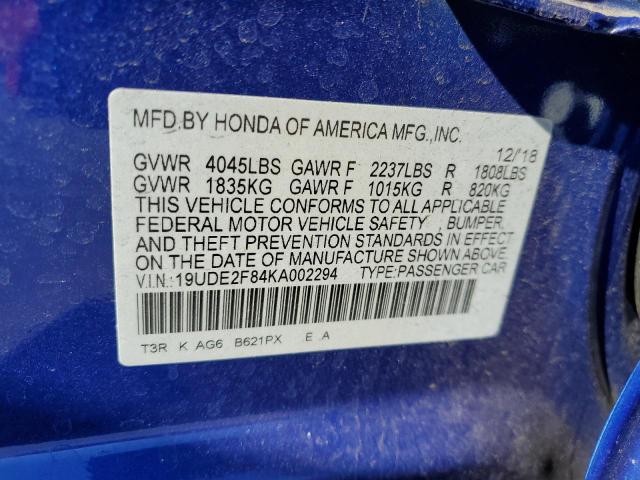 MFD.BY HONDA OF AMERICA MFG.,INC.
12/18
GVWR 4045LBS GAWR F 2237LBS R 1808LBS
GVWR 1835KG GAWR F 1015KG R 820KG
THIS VEHICLE CONFORMS TO ALL APPLICABLE
FEDERAL MOTOR VEHICLE SAFETY, BUMPER,
AND THEFT PREVENTION STANDARDS IN EFFECT
ON THE DATE OF MANUFACTURE SHOWN ABOVE.
V.I.N.: 19UDE2F84KA002294 TYPE:PASSENGER CAR
T3R K AG6 B621PX E .A